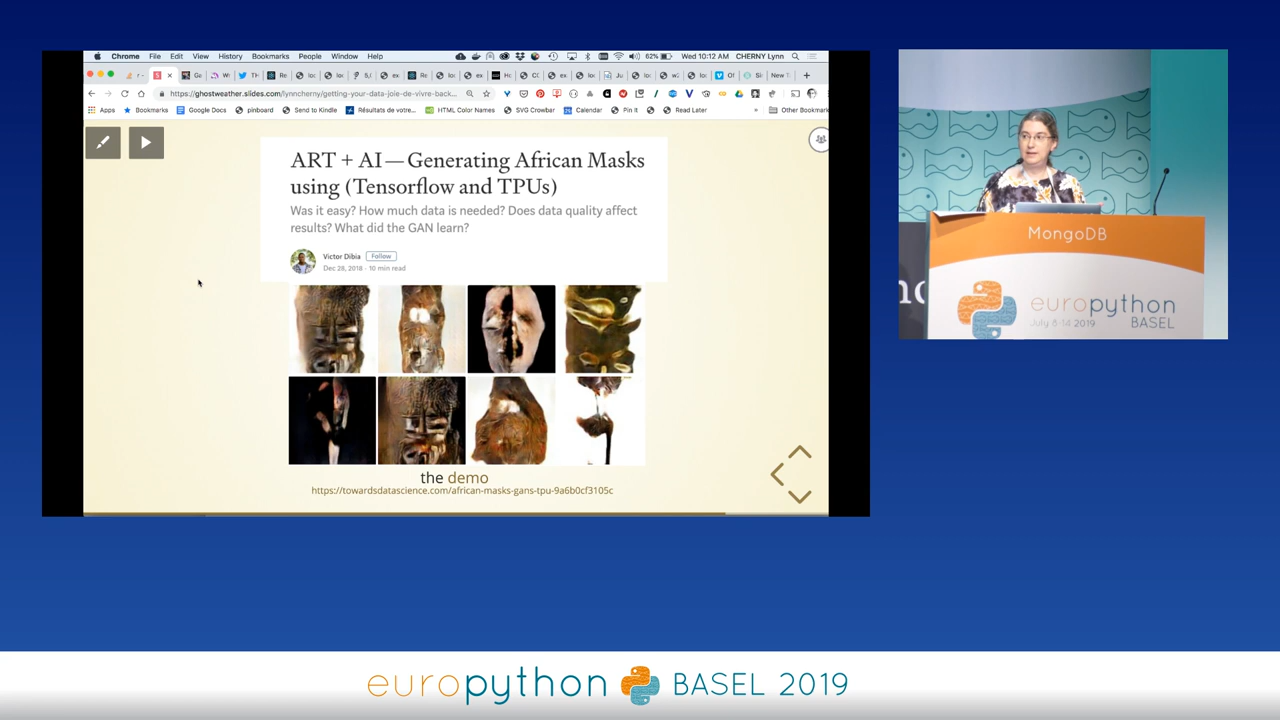 Chrome File Edit View History Bookmarks People Window Help
62% Wed 10:12 AM CHERNY Lynn
https://ghostweather.slides.com/lynncherny/getting-your-data-joie-de-vivre-back...
Apps Bookmarks Google Docs pinboard Send to Kindle Résultats de votre... HTML Color Names SVG Crowbar Calendar Pin It Read Later Other Bookmarks
ART + AI — Generating African Masks
using (Tensorflow and TPUs)
Was it easy? How much data is needed? Does data quality affect
results? What did the GAN learn?
Victor Dibia Follow
Dec 28, 2018 · 10 min read
the demo
https://towardsdatascience.com/african-masks-gans-tpu-9a6b0cf3105c
MongoDB
europython
July 8-14 2019 BASEL
europython BASEL 2019